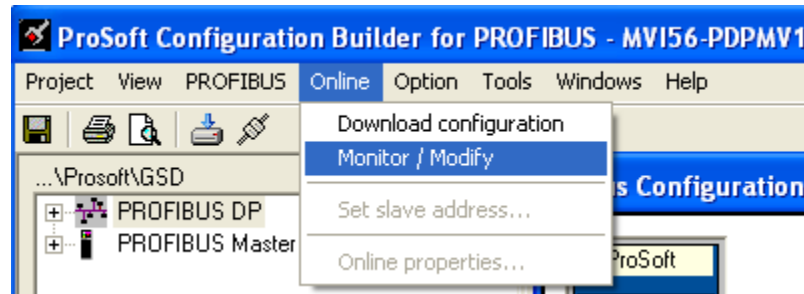 ProSoft Configuration Builder for PROFIBUS - MVI56-PDPMV1
Project View PROFIBUS Online Option Tools Windows Help
Download configuration
Monitor / Modify
Set slave address...
Online properties...
...\Prosoft\GSD
PROFIBUS DP
PROFIBUS Master
s Configuration
ProSoft